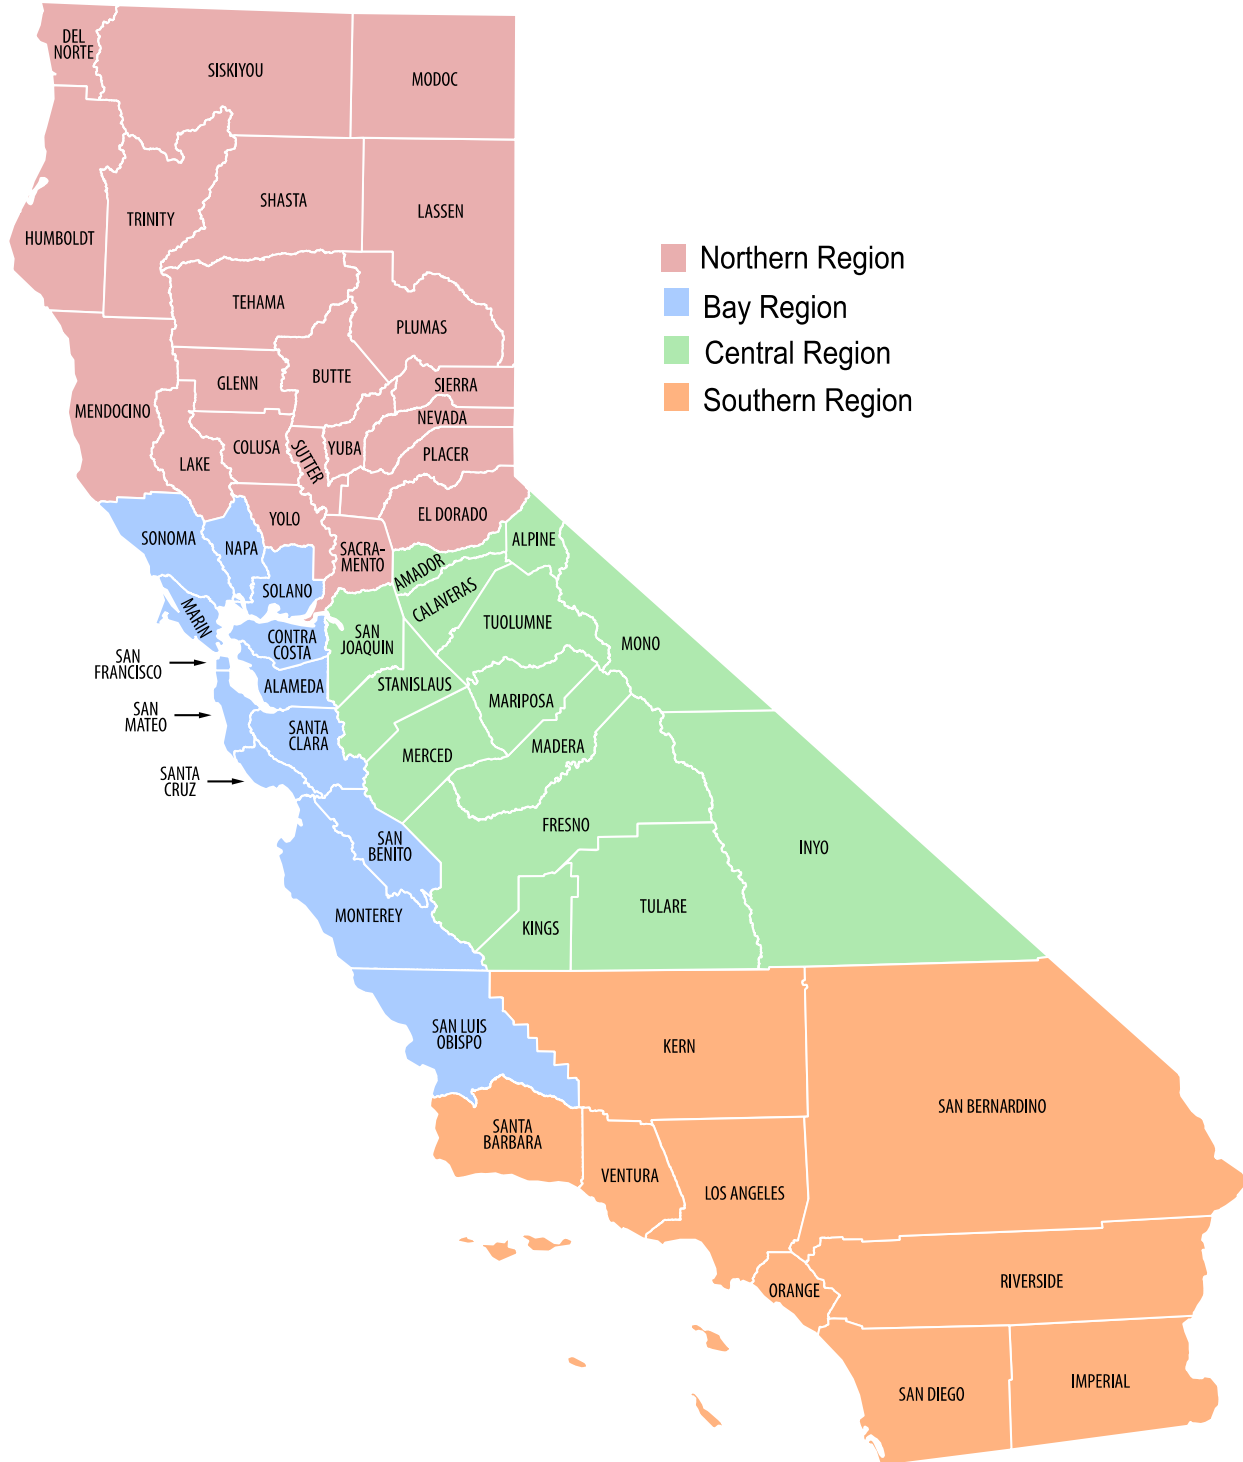 DEL
NORTE
SISKIYOU
MODOC
HUMBOLDT
TRINITY
SHASTA
LASSEN
TEHAMA
PLUMAS
MENDOCINO
GLENN
BUTTE
SIERRA
NEVADA
LAKE
COLUSA
SUTTER
YUBA
PLACER
YOLO
EL DORADO
SACRA-
MENTO
SONOMA
NAPA
SOLANO
MARIN
CONTRA
COSTA
ALAMEDA
SAN
FRANCISCO
SAN
MATEO
SANTA
CLARA
SANTA
CRUZ
SAN
BENITO
MONTEREY
SAN LUIS
OBISPO
ALPINE
AMADOR
CALAVERAS
TUOLUMNE
MONO
SAN
JOAQUIN
STANISLAUS
MARIPOSA
MERCED
MADERA
FRESNO
INYO
KINGS
TULARE
KERN
SAN BERNARDINO
SANTA
BARBARA
VENTURA
LOS ANGELES
ORANGE
RIVERSIDE
SAN DIEGO
IMPERIAL
Northern Region
Bay Region
Central Region
Southern Region